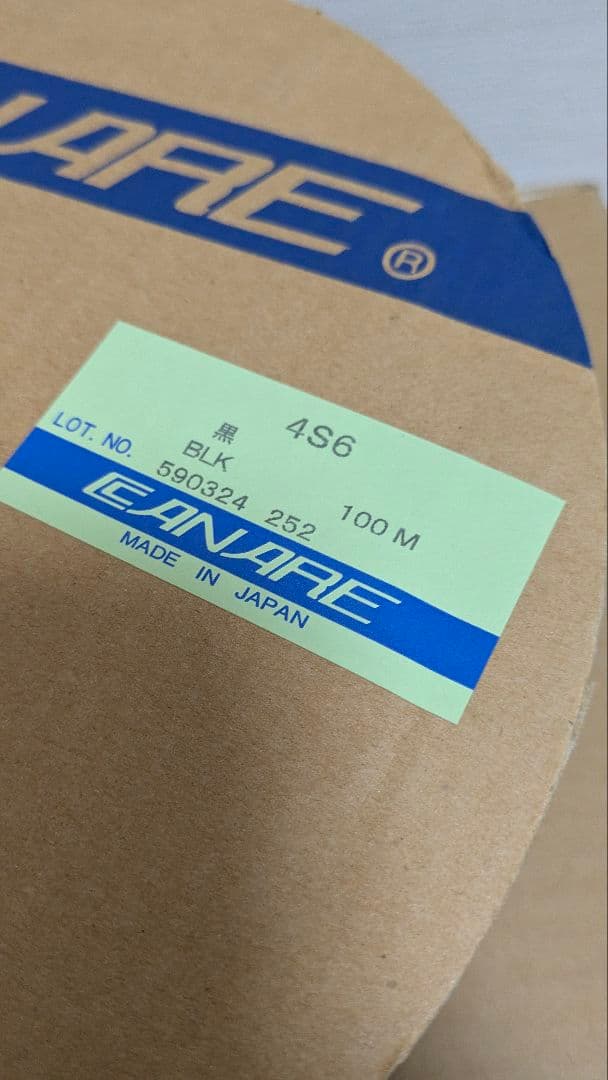 ARE®
4S6
黒
BLK 100 M
LOT. NO. 590324 252
CANARE
MADE IN JAPAN